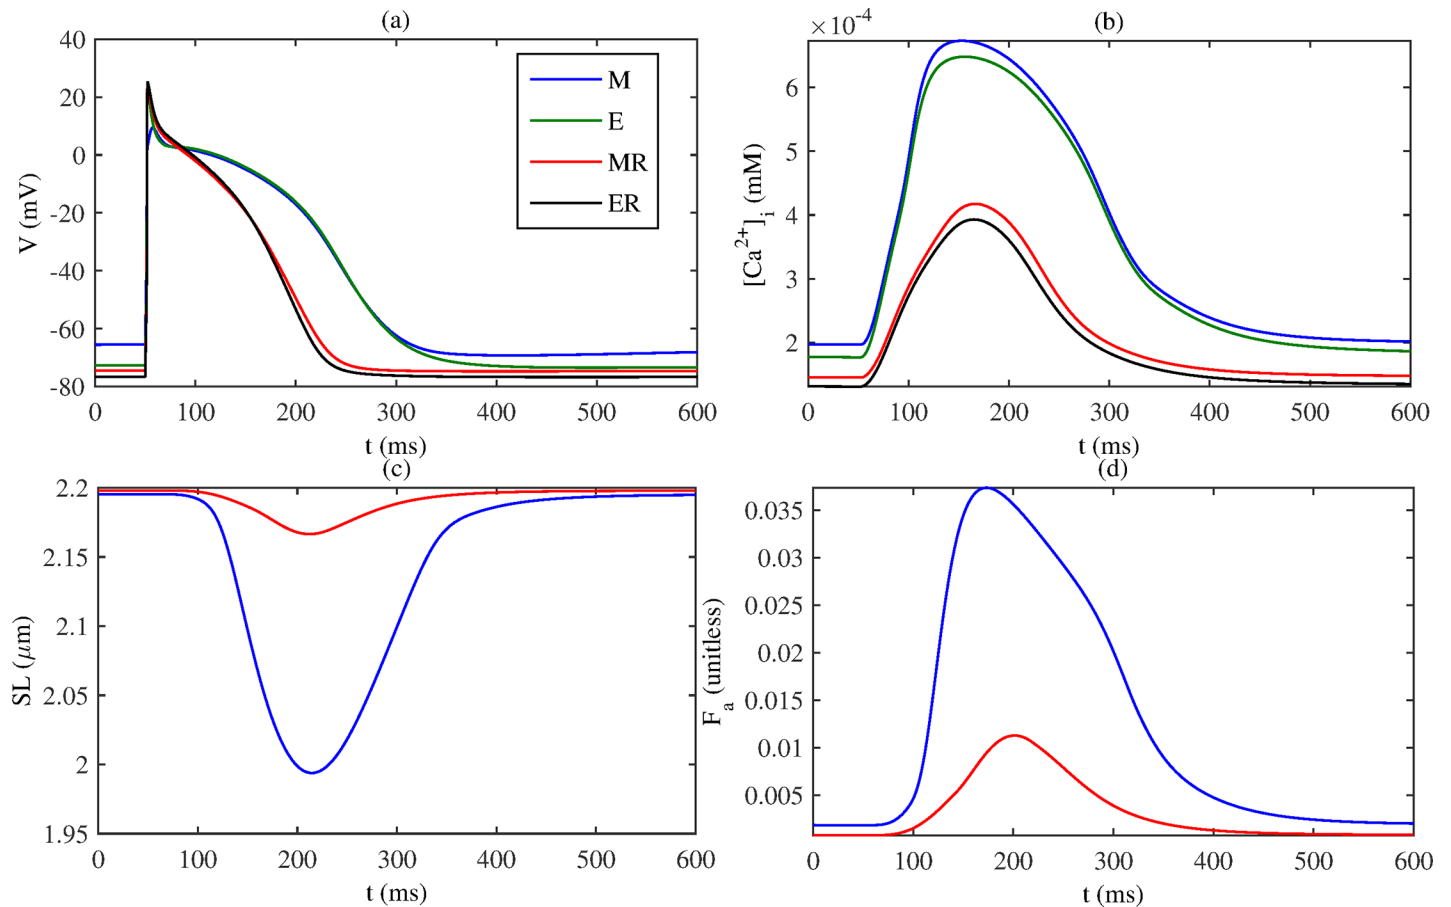 (a)
40
20
0
-20
-40
-60
-80
V (mV)
M
E
MR
ER
0 100 200 300 400 500 600
t (ms)
(b)
×10⁻⁴
6
5
4
3
2
[Ca²⁺]ᵢ (mM)
0 100 200 300 400 500 600
t (ms)
(c)
2.2
2.15
2.1
2.05
2
1.95
SL (μm)
0 100 200 300 400 500 600
t (ms)
(d)
0.035
0.03
0.025
0.02
0.015
0.01
0.005
Fₐ (unitless)
0 100 200 300 400 500 600
t (ms)